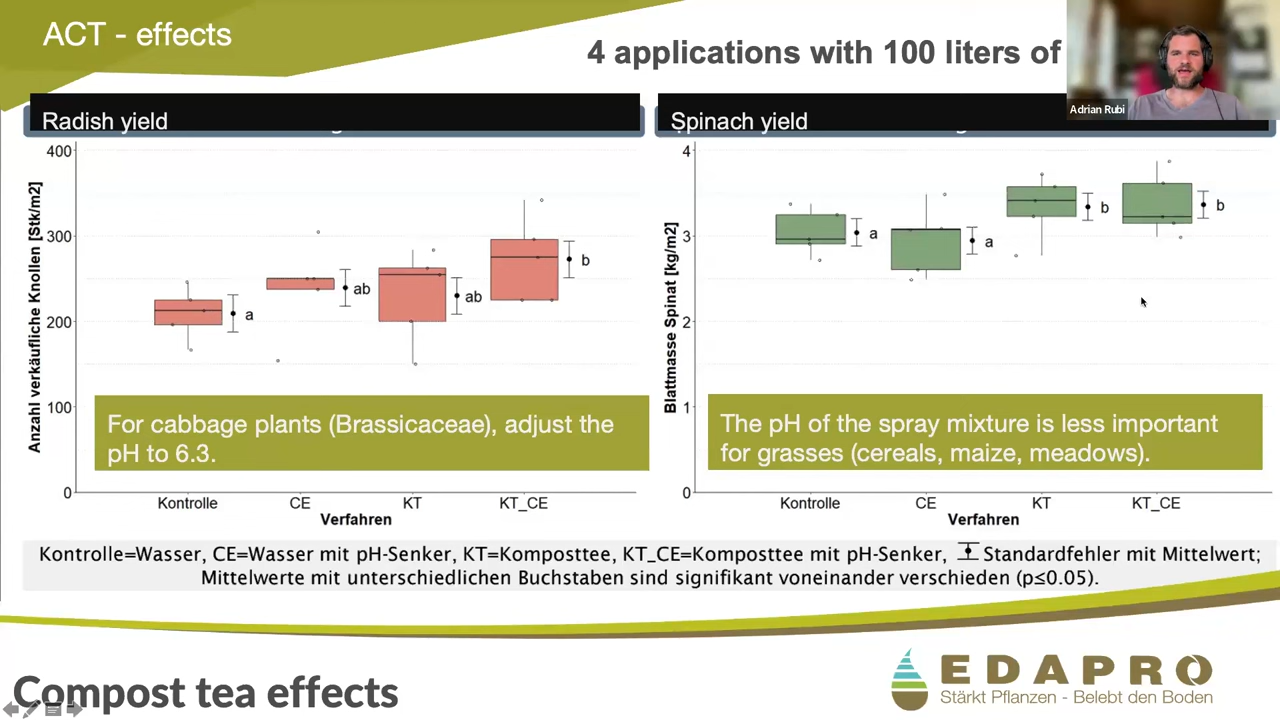 ACT - effects
4 applications with 100 liters of
Adrian Rubi
Radish yield
Spinach yield
Anzahl verkäufliche Knollen [Stk/m2]
400
300
200
100
0
a
ab
ab
b
For cabbage plants (Brassicaceae), adjust the
pH to 6.3.
Kontrolle CE KT KT_CE
Verfahren
Blattmasse Spinat [kg/m2]
4
3
2
1
0
a
a
b
b
The pH of the spray mixture is less important
for grasses (cereals, maize, meadows).
Kontrolle CE KT KT_CE
Verfahren
Kontrolle=Wasser, CE=Wasser mit pH-Senker, KT=Komposttee, KT_CE=Komposttee mit pH-Senker, Standardfehler mit Mittelwert;
Mittelwerte mit unterschiedlichen Buchstaben sind signifikant voneinander verschieden (p≤0.05).
Compost tea effects
EDAPRO
Stärkt Pflanzen - Belebt den Boden